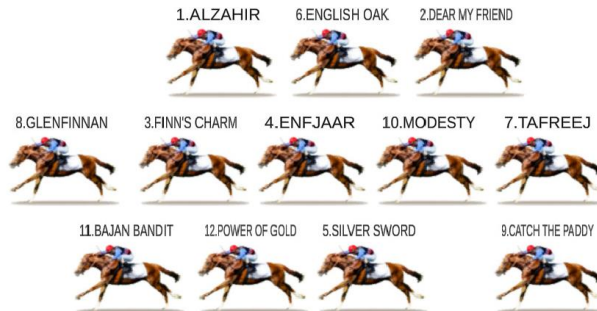 1.ALZAHIR 6.ENGLISH OAK 2.DEAR MY FRIEND
8.GLENFINNAN 3.FINN'S CHARM 4.ENFJAAR 10.MODESTY 7.TAFREEJ
11.BAJAN BANDIT 12.POWER OF GOLD 5.SILVER SWORD 9.CATCH THE PADDY